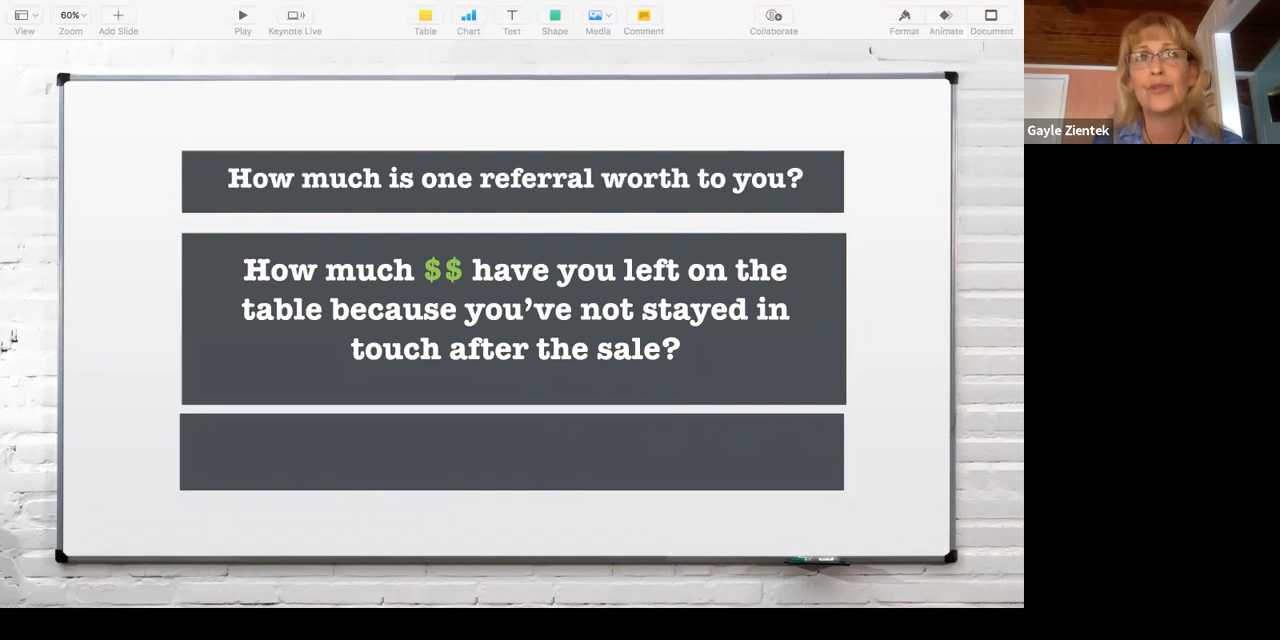 View
60%
Zoom
Add Slide
Play
Keynote Live
Table
Chart
T
Text
Shape
Media
Comment
Collaborate
Format
Animate
Document
Gayle Zientek
How much is one referral worth to you?
How much $$ have you left on the
table because you’ve not stayed in
touch after the sale?